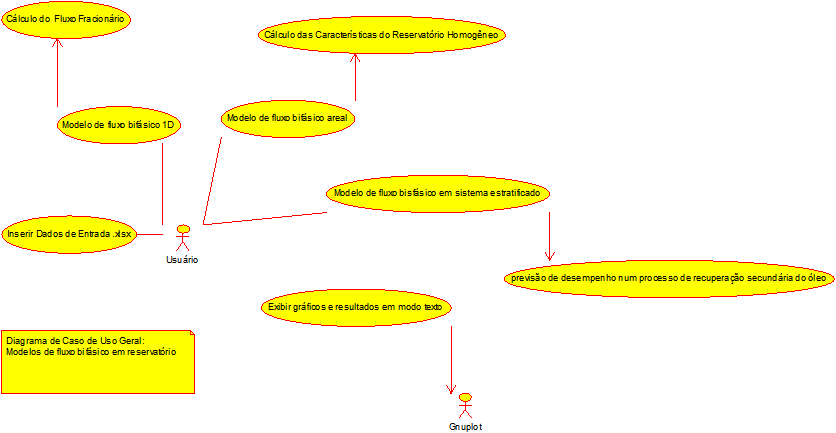 Cálculo do Fluxo Fracionário
Cálculo das Características do Reservatório Homogêneo
Modelo de fluxo bifásico 1D
Modelo de fluxo bifásico areal
Modelo de fluxo bisfásico em sistema estratificado
Inserir Dados de Entrada .xlsx
Usuário
previsão de desempenho num processo de recuperação secundária do óleo
Exibir gráficos e resultados em modo texto
Diagrama de Caso de Uso Geral:
Modelos de fluxo bifásico em reservatório
Gnuplot